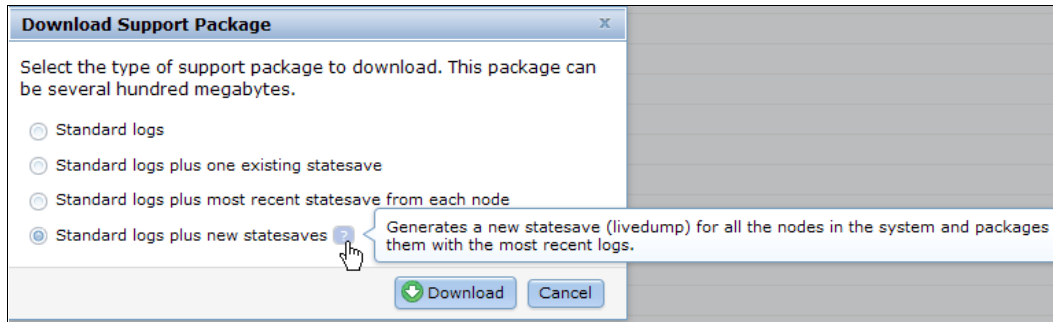 Download Support Package
x
Select the type of support package to download. This package can
be several hundred megabytes.
Standard logs
Standard logs plus one existing statesave
Standard logs plus most recent statesave from each node
Standard logs plus new statesaves ?
Generates a new statesave (livedump) for all the nodes in the system and packages
them with the most recent logs.
Download Cancel